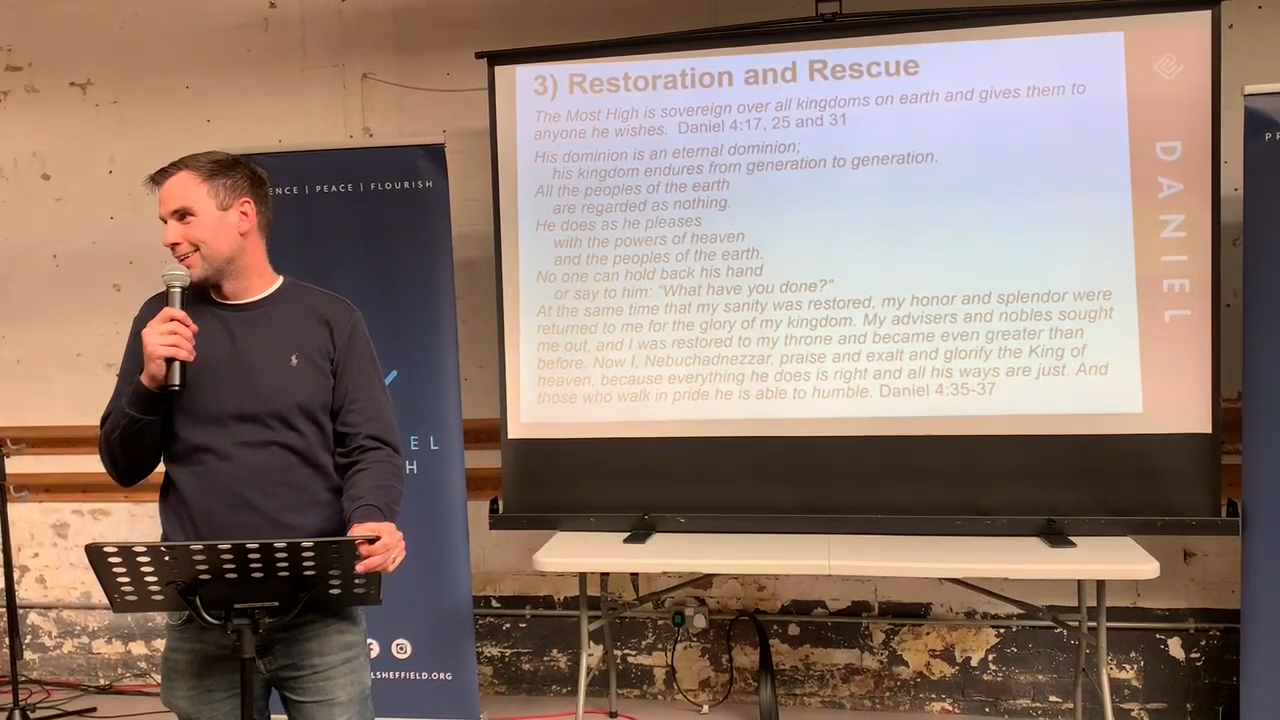 3) Restoration and Rescue
The Most High is sovereign over all kingdoms on earth and gives them to
anyone he wishes. Daniel 4:17, 25 and 31
His dominion is an eternal dominion;
his kingdom endures from generation to generation.
All the peoples of the earth
are regarded as nothing.
He does as he pleases
with the powers of heaven
and the peoples of the earth.
No one can hold back his hand
or say to him: “What have you done?”
At the same time that my sanity was restored, my honor and splendor were
returned to me for the glory of my kingdom. My advisers and nobles sought
me out, and I was restored to my throne and became even greater than
before. Now I, Nebuchadnezzar, praise and exalt and glorify the King of
heaven, because everything he does is right and all his ways are just. And
those who walk in pride he is able to humble. Daniel 4:35-37
DANIEL
ENCE | PEACE | FLOURISH
EL
H
LSHEFFIELD.ORG
P